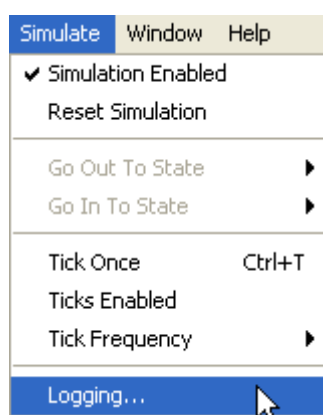 Simulate Window Help
Simulation Enabled
Reset Simulation
Go Out To State
Go In To State
Tick Once Ctrl+T
Ticks Enabled
Tick Frequency
Logging...